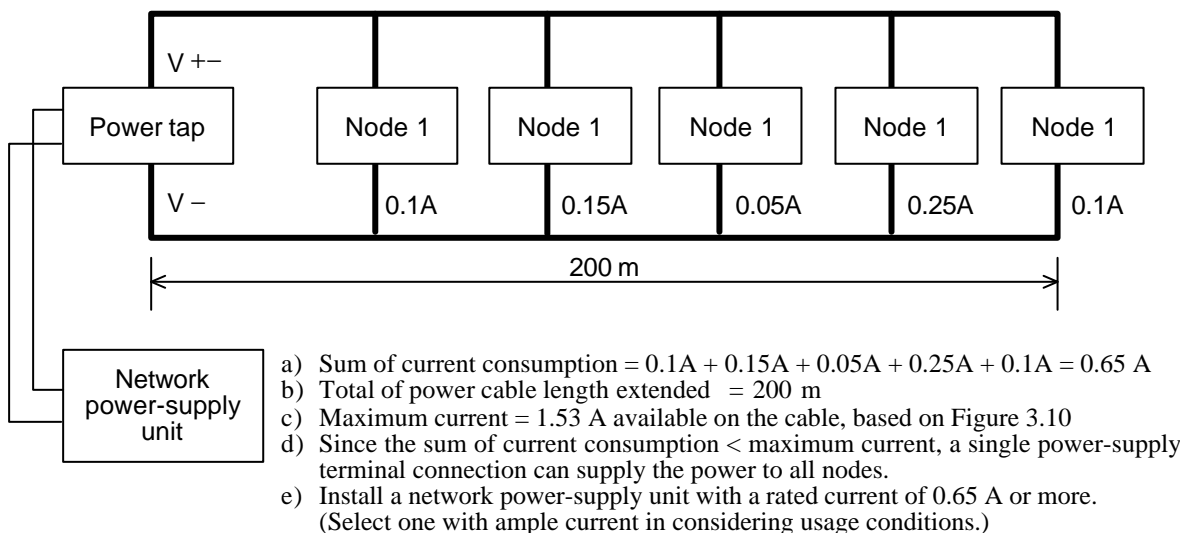 V +−
Power tap
Node 1
Node 1
Node 1
Node 1
Node 1
V −
0.1A
0.15A
0.05A
0.25A
0.1A
200 m
Network
power-supply
unit
a) Sum of current consumption = 0.1A + 0.15A + 0.05A + 0.25A + 0.1A = 0.65 A
b) Total of power cable length extended = 200 m
c) Maximum current = 1.53 A available on the cable, based on Figure 3.10
d) Since the sum of current consumption < maximum current, a single power-supply
terminal connection can supply the power to all nodes.
e) Install a network power-supply unit with a rated current of 0.65 A or more.
(Select one with ample current in considering usage conditions.)